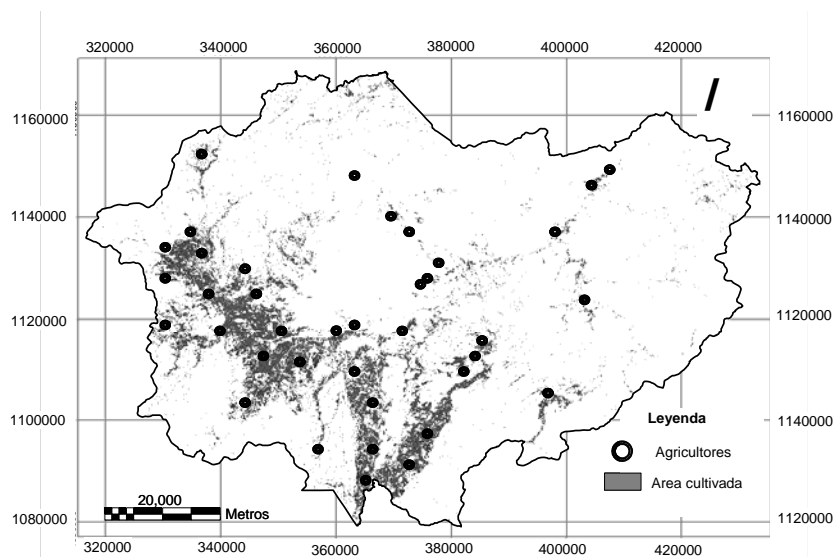 320000 340000 360000 380000 400000 420000
1160000 1160000
1140000 1140000
1120000 1120000
1100000 1140000
1080000 1120000
Leyenda
Agricultores
Area cultivada
20,000
Metros
320000 340000 360000 380000 400000 420000